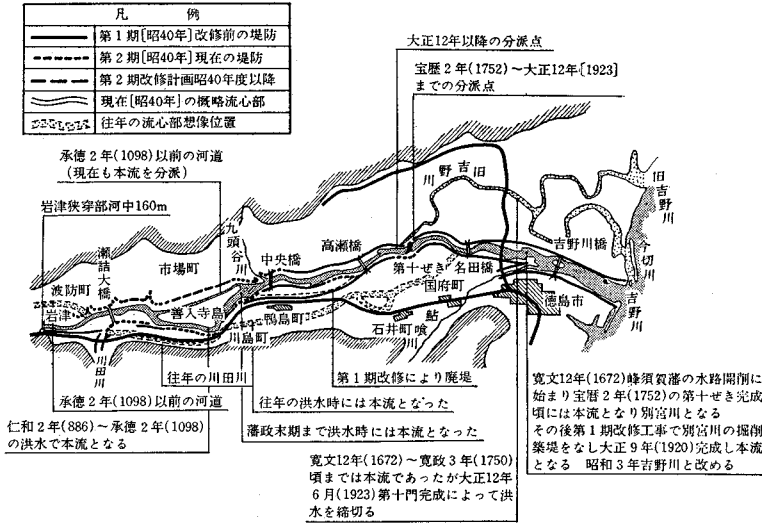 凡例
第1期[昭40年]改修前の堤防
第2期[昭40年]現在の堤防
第2期改修計画昭40年度以降
現在[昭40年]の概略流心部
往年の流心部想像位置
大正12年以降の分派点
宝歴2年(1752)～大正12年[1923]
までの分派点
承徳2年(1098)以前の河道
(現在も本流を分派)
岩津狭窄部河中160m
旧吉野川
旧吉野川
今切川
吉野川
瀬詰大橋
波防町
市場町
九頭谷川
中央橋
高瀬橋
第十ぜき
名田橋
吉野川橋
国府町
徳島市
岩津
善入寺島
川島町
鴨島町
石井町
鮎喰川
川田川
往年の川田川
第1期改修により廃堤
承徳2年(1098)以前の河道
往年の洪水時には本流となった
仁和2年(886)～承徳2年(1098)
の洪水で本流となる
藩政末期まで洪水時には本流となった
寛文12年(1672)～寛政3年(1750)
頃までは本流であったが大正12年
6月(1923)第十門完成によって洪
水を締切る
寛文12年(1672)峰須賀藩の水路開削に
始まり宝暦2年(1752)の第十ぜき完成
頃には本流となり別宮川となる
その後第1期改修工事で別宮川の掘削
築堤をなし大正9年(1920)完成し本流
となる 昭和3年吉野川と改める